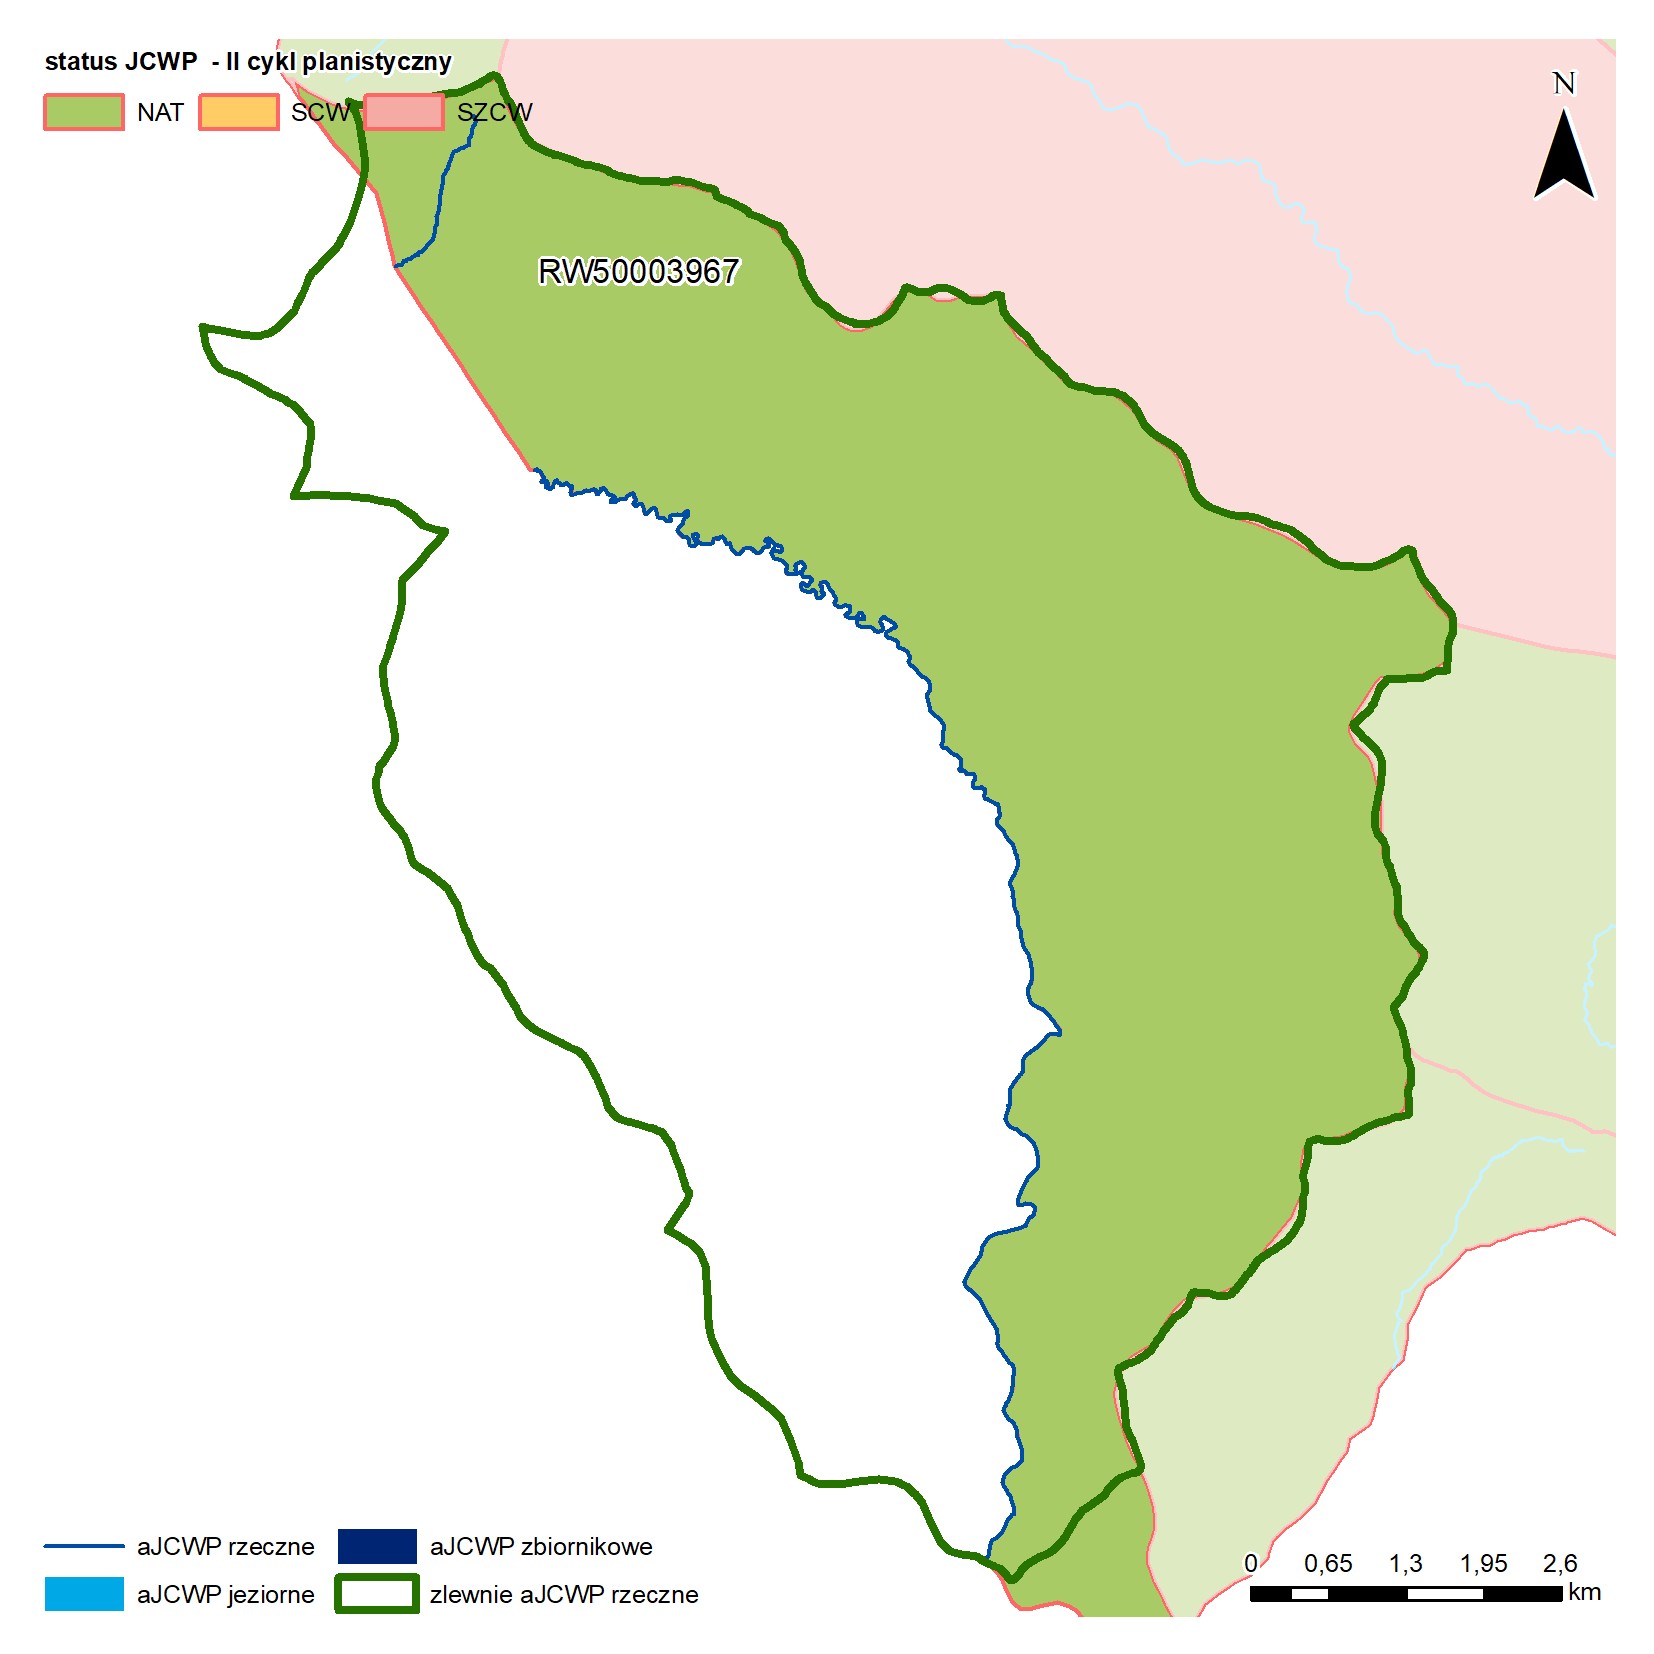 status JCWP - II cykl planistyczny
NAT SCW SZCW
N
RW50003967
aJCWP rzeczne aJCWP zbiornikowe
aJCWP jeziorne zlewnie aJCWP rzeczne
0 0,65 1,3 1,95 2,6
km